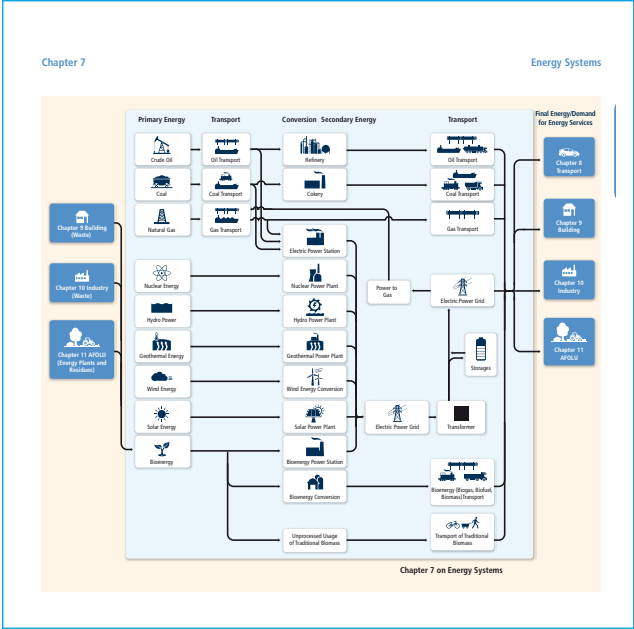 Chapter 7
Energy Systems
Primary Energy
Transport
Conversion
Secondary Energy
Transport
Final Energy/Demand
for Energy Services
Crude Oil
Oil Transport
Refinery
Oil Transport
Chapter 8
Transport
Coal
Coal Transport
Cokery
Coal Transport
Natural Gas
Gas Transport
Gas Transport
Chapter 9 Building
(Waste)
Chapter 9
Building
Electric Power Station
Nuclear Energy
Nuclear Power Plant
Power to
Gas
Electric Power Grid
Chapter 10 Industry
(Waste)
Chapter 10
Industry
Hydro Power
Hydro Power Plant
Geothermal Energy
Geothermal Power Plant
Storages
Chapter 11 AFOLU
(Energy Plants and
Residues)
Chapter 11
AFOLU
Wind Energy
Wind Energy Conversion
Solar Energy
Solar Power Plant
Electric Power Grid
Transformer
Bioenergy
Bioenergy Power Station
Bioenergy Conversion
Bioenergy (Biogas, Biofuel,
Biomass)Transport
Unprocessed Usage
of Traditional Biomass
Transport of Traditional
Biomass
Chapter 7 on Energy Systems